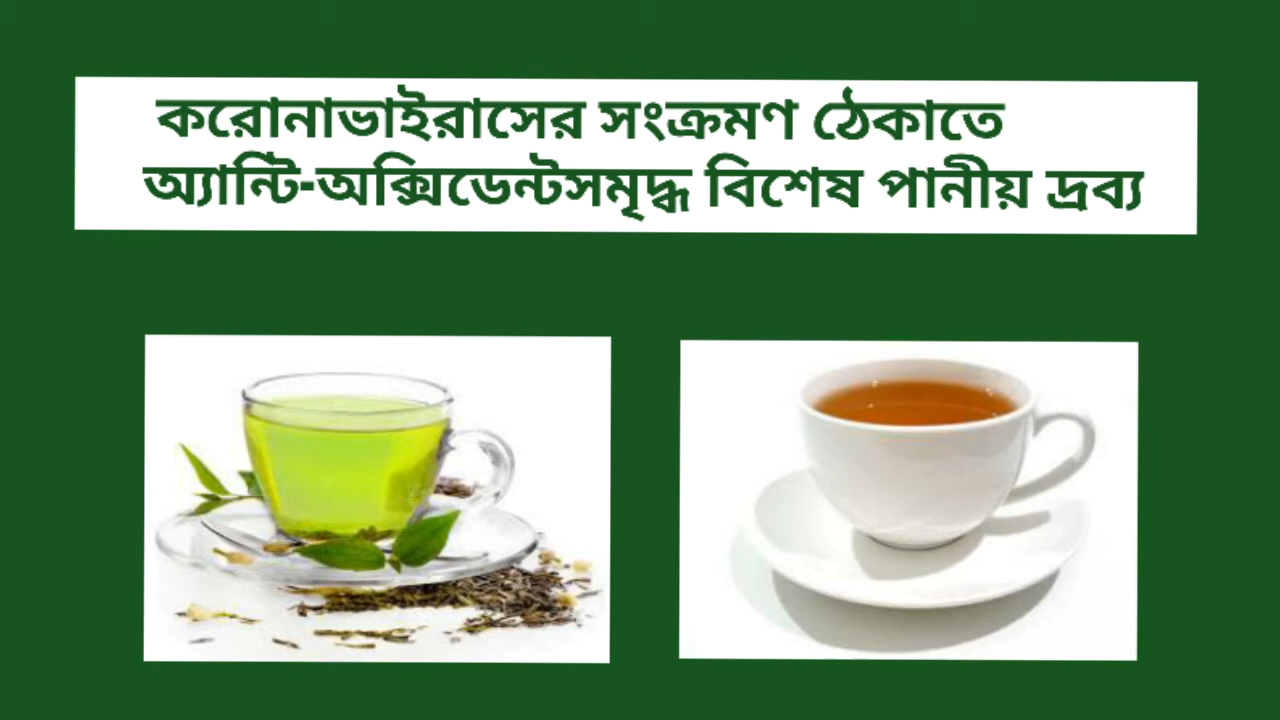 করোনাভাইরাসের সংক্রমণ ঠেকাতে
অ্যান্টি-অক্সিডেন্টসমৃদ্ধ বিশেষ পানীয় দ্রব্য